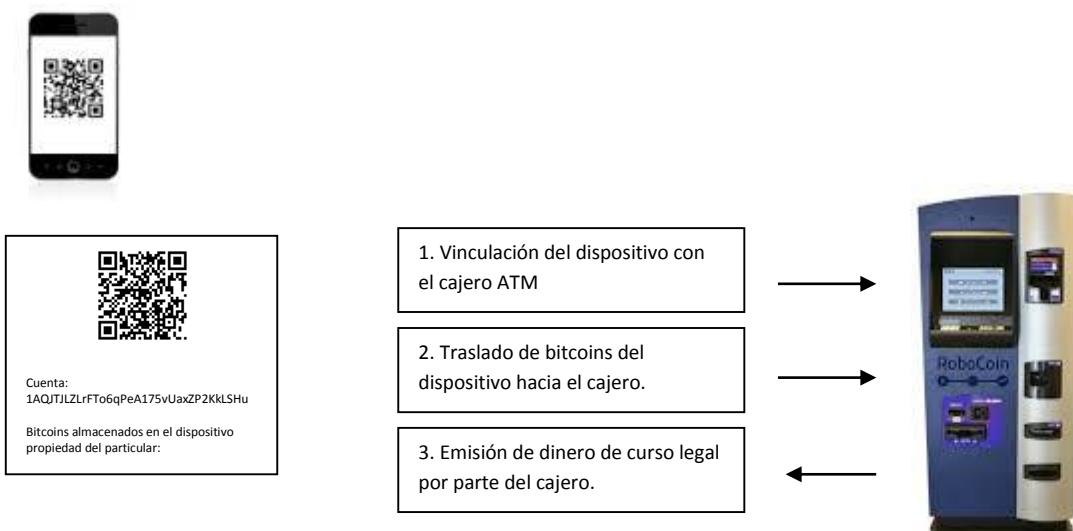 Cuenta:
1AQJTJLZLrFTo6qPeA175vUaxZP2KkLSHu
Bitcoins almacenados en el dispositivo
propiedad del particular:
1. Vinculación del dispositivo con
el cajero ATM
2. Traslado de bitcoins del
dispositivo hacia el cajero.
3. Emisión de dinero de curso legal
por parte del cajero.
RoboCoin